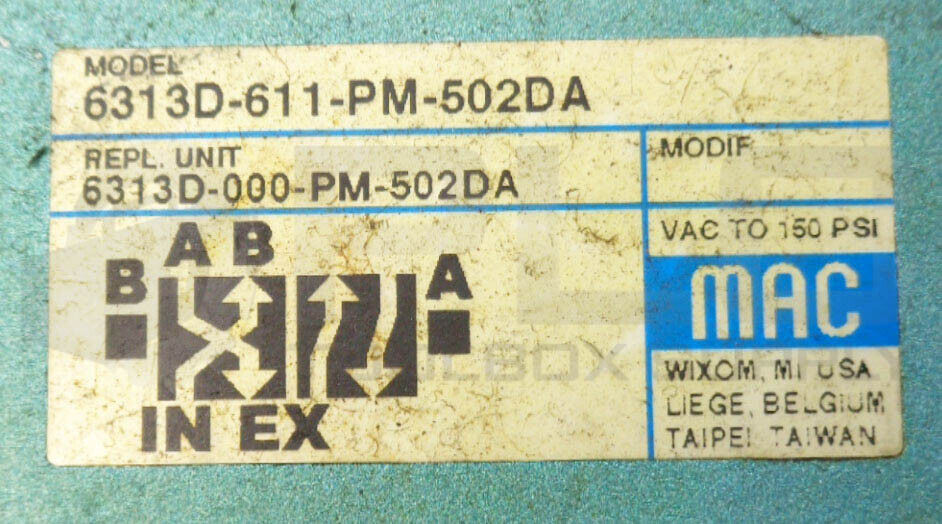 MODEL
6313D-611-PM-502DA
REPL. UNIT
6313D-000-PM-502DA
MODIF
VAC TO 150 PSI
A B
B A
IN EX
MAC
WIXOM, MI USA
LIEGE, BELGIUM
TAIPEI TAIWAN